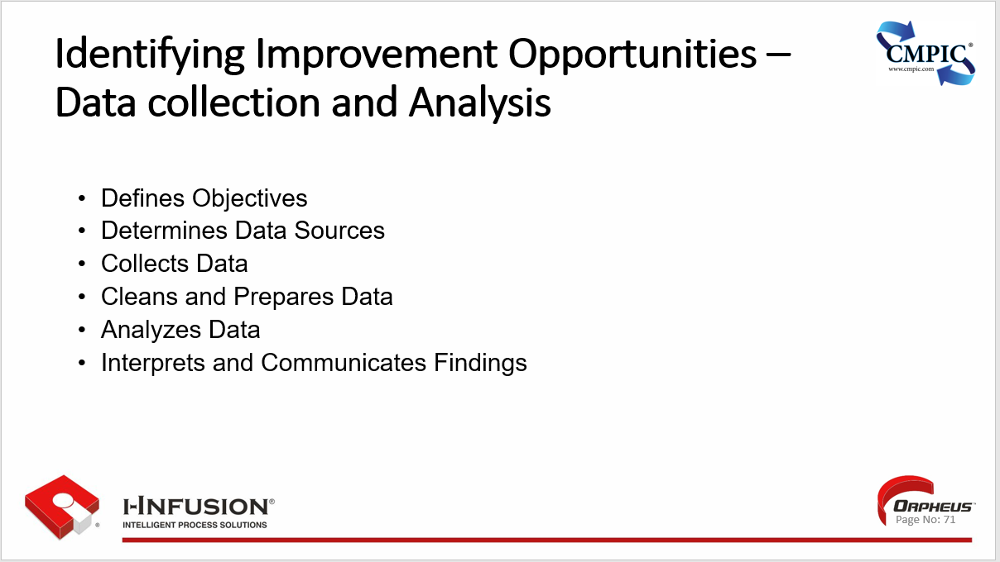 Identifying Improvement Opportunities –
Data collection and Analysis
CMPIC®
www.cmpic.com
• Defines Objectives
• Determines Data Sources
• Collects Data
• Cleans and Prepares Data
• Analyzes Data
• Interprets and Communicates Findings
®
I-INFUSION®
INTELLIGENT PROCESS SOLUTIONS
ORPHEUS™
Page No: 71